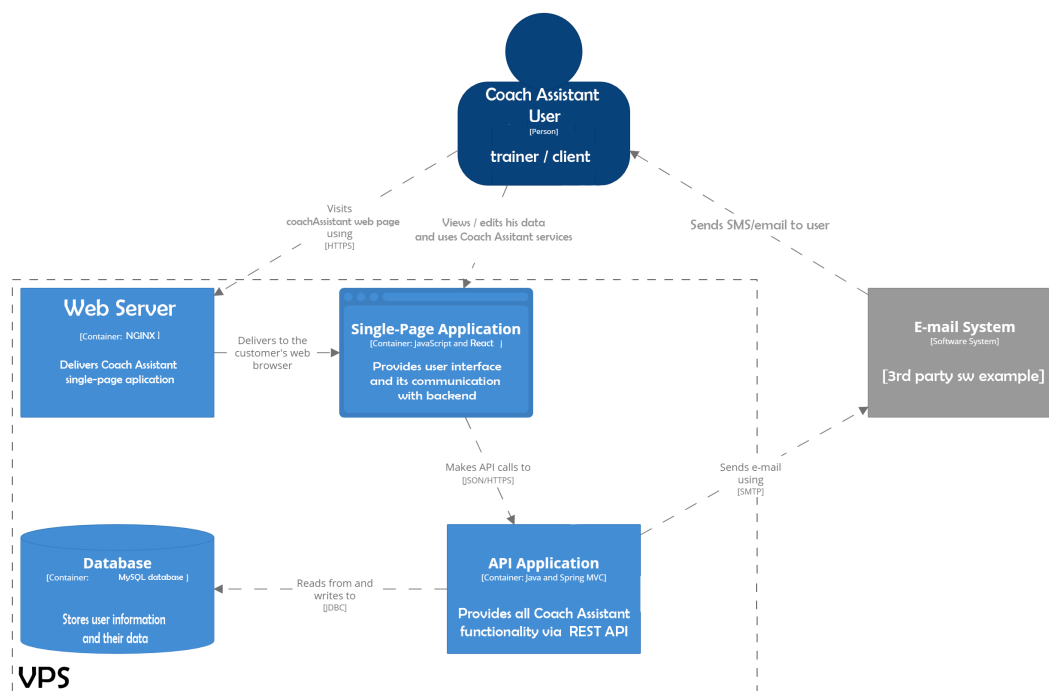 Coach Assistant
User
[Person]
trainer / client
Visits
coachAssistant web page
using
[HTTPS]
Views / edits his data
and uses Coach Assitant services
Sends SMS/email to user
Web Server
[Container: NGINX ]
Delivers Coach Assistant
single-page aplication
Delivers to the
customer's web
browser
Single-Page Application
[Container: JavaScript and React ]
Provides user interface
and its communication
with backend
E-mail System
[Software System]
[3rd party sw example]
Makes API calls to
[JSON/HTTPS]
Sends e-mail
using
[SMTP]
Database
[Container: MySQL database ]
Stores user information
and their data
Reads from and
writes to
[JDBC]
API Application
[Container: Java and Spring MVC]
Provides all Coach Assistant
functionality via REST API
VPS